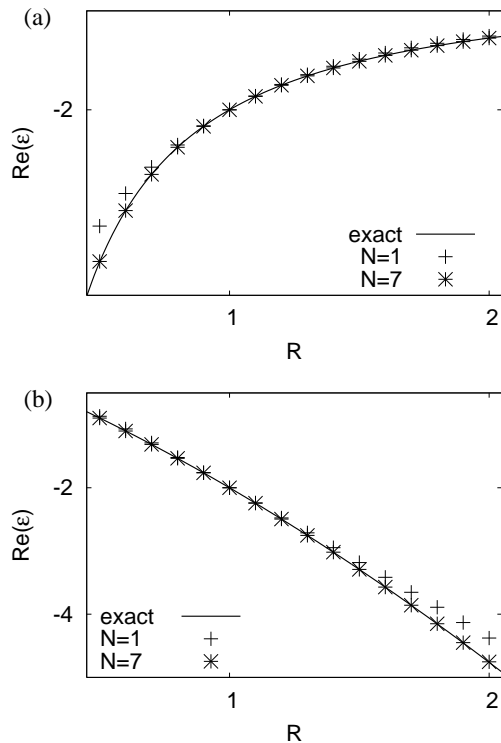 (a)
-2
Re(ε)
exact
N=1
N=7
1
2
R
(b)
-2
Re(ε)
-4
exact
N=1
N=7
1
2
R